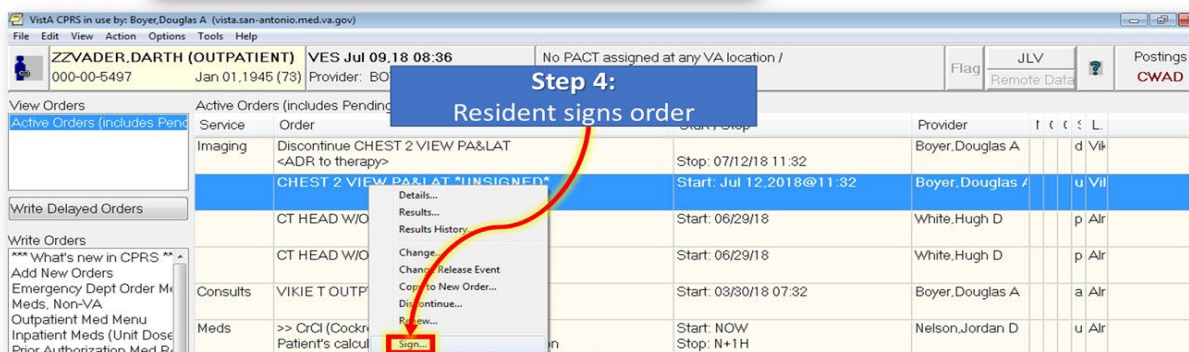 VistA CPRS in use by: Boyer,Douglas A (vista.san-antonio.med.va.gov)
File Edit View Action Options Tools Help
ZZVADER,DARTH (OUTPATIENT) VES Jul 09,18 08:36 No PACT assigned at any VA location /
000-00-5497 Jan 01,1945 (73) Provider: BO
Flag JLV Remote Data ? Postings CWAD
Step 4:
Resident signs order
View Orders Active Orders (includes Pending
Active Orders (includes Pend Service Order Provider L.
Imaging Discontinue CHEST 2 VIEW PA&LAT Boyer,Douglas A d Vik
<ADR to therapy> Stop: 07/12/18 11:32
CHEST 2 VIEW PA&LAT *UNSIGNED* Start: Jul 12,2018@11:32 Boyer,Douglas A u Vil
Details...
Write Delayed Orders
Results...
CT HEAD W/O Start: 06/29/18 White,Hugh D p Alr
Results History...
Write Orders
*** What's new in CPRS **
Change...
CT HEAD W/O Start: 06/29/18 White,Hugh D p Alr
Add New Orders
Change Release Event
Emergency Dept Order Me
Copy to New Order...
Consults VIKIE T OUTP Start: 03/30/18 07:32 Boyer,Douglas A a Alr
Meds, Non-VA
Discontinue...
Outpatient Med Menu
Renew...
Inpatient Meds (Unit Dose Meds >> CrCl (Cockr Start: NOW Nelson,Jordan D u Alr
Prior Authorization Med Patient's calcul Sign... on Stop: N+1H